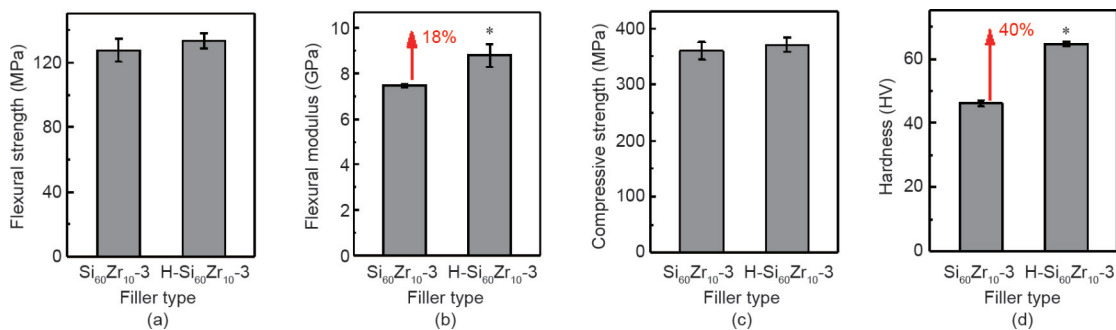 Flexural strength (MPa)
120
80
40
0
Si₆₀Zr₁₀-3 H-Si₆₀Zr₁₀-3
Filler type
(a)
Flexural modulus (GPa)
10
8
6
4
2
0
18%
*
Si₆₀Zr₁₀-3 H-Si₆₀Zr₁₀-3
Filler type
(b)
Compressive strength (MPa)
400
300
200
100
0
Si₆₀Zr₁₀-3 H-Si₆₀Zr₁₀-3
Filler type
(c)
Hardness (HV)
60
40
20
0
40%
*
Si₆₀Zr₁₀-3 H-Si₆₀Zr₁₀-3
Filler type
(d)